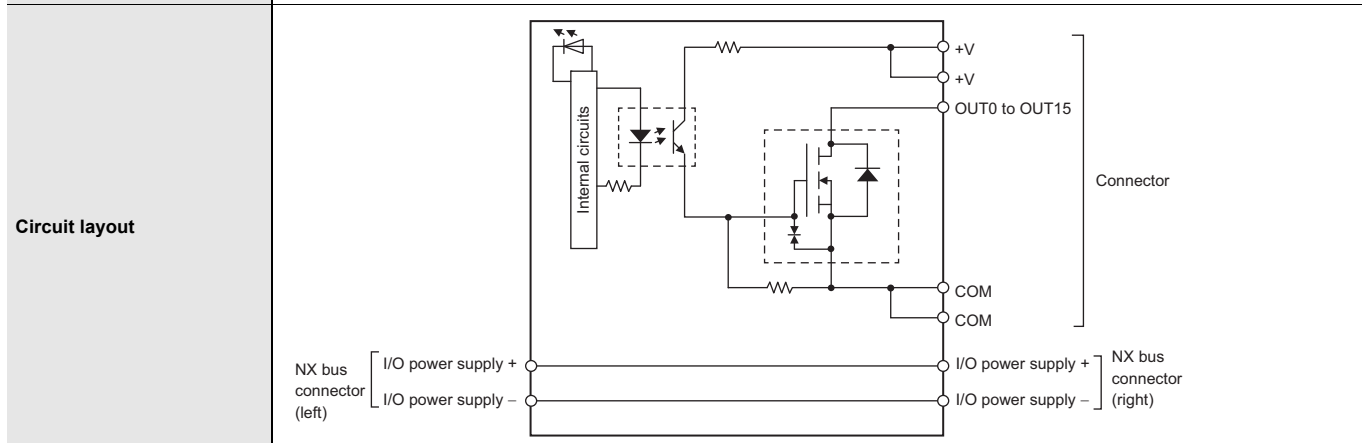 Circuit layout
Internal circuits
+V
+V
OUT0 to OUT15
Connector
COM
COM
NX bus
connector
(left)
I/O power supply +
I/O power supply –
I/O power supply +
I/O power supply –
NX bus
connector
(right)